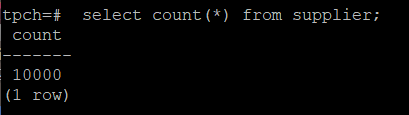 tpch=#  select count(*) from supplier;
 count
-------
 10000
(1 row)